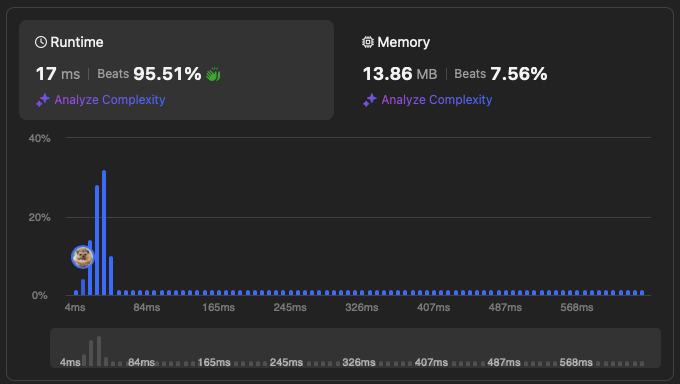 Runtime
17 ms | Beats 95.51%
Analyze Complexity
Memory
13.86 MB | Beats 7.56%
Analyze Complexity
40%
20%
0%
4ms 84ms 165ms 245ms 326ms 407ms 487ms 568ms
4ms 84ms 165ms 245ms 326ms 407ms 487ms 568ms